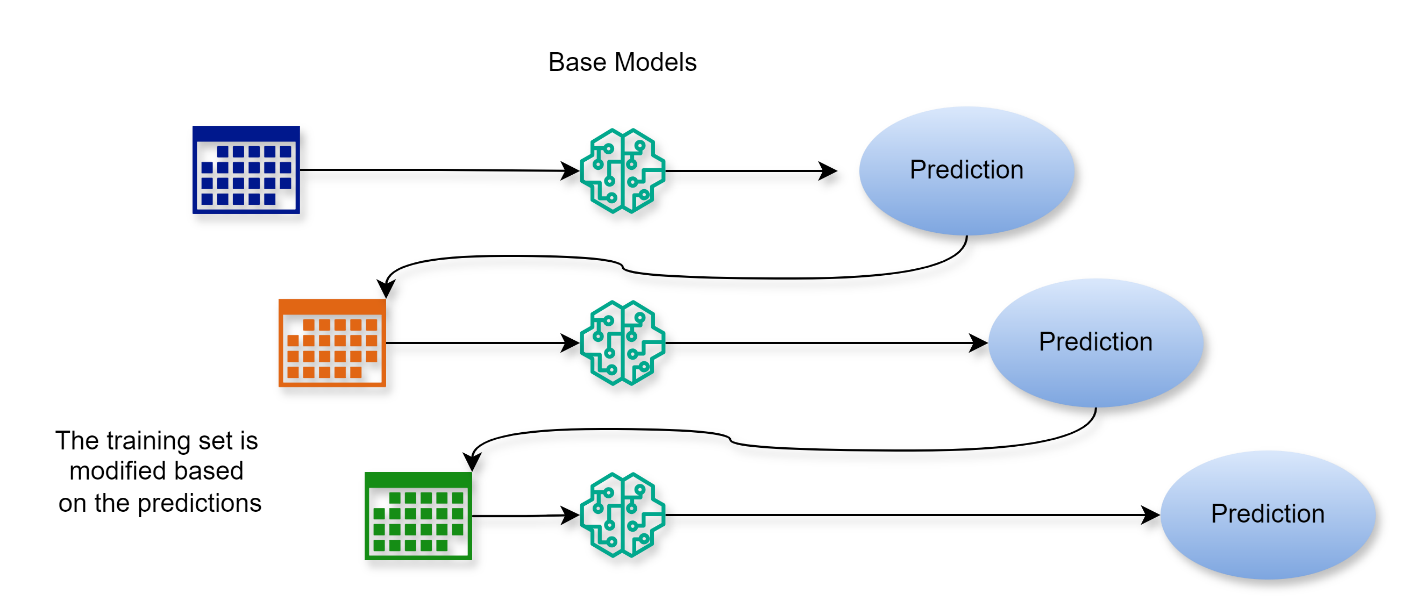 Base Models
Prediction
Prediction
The training set is
modified based
on the predictions
Prediction